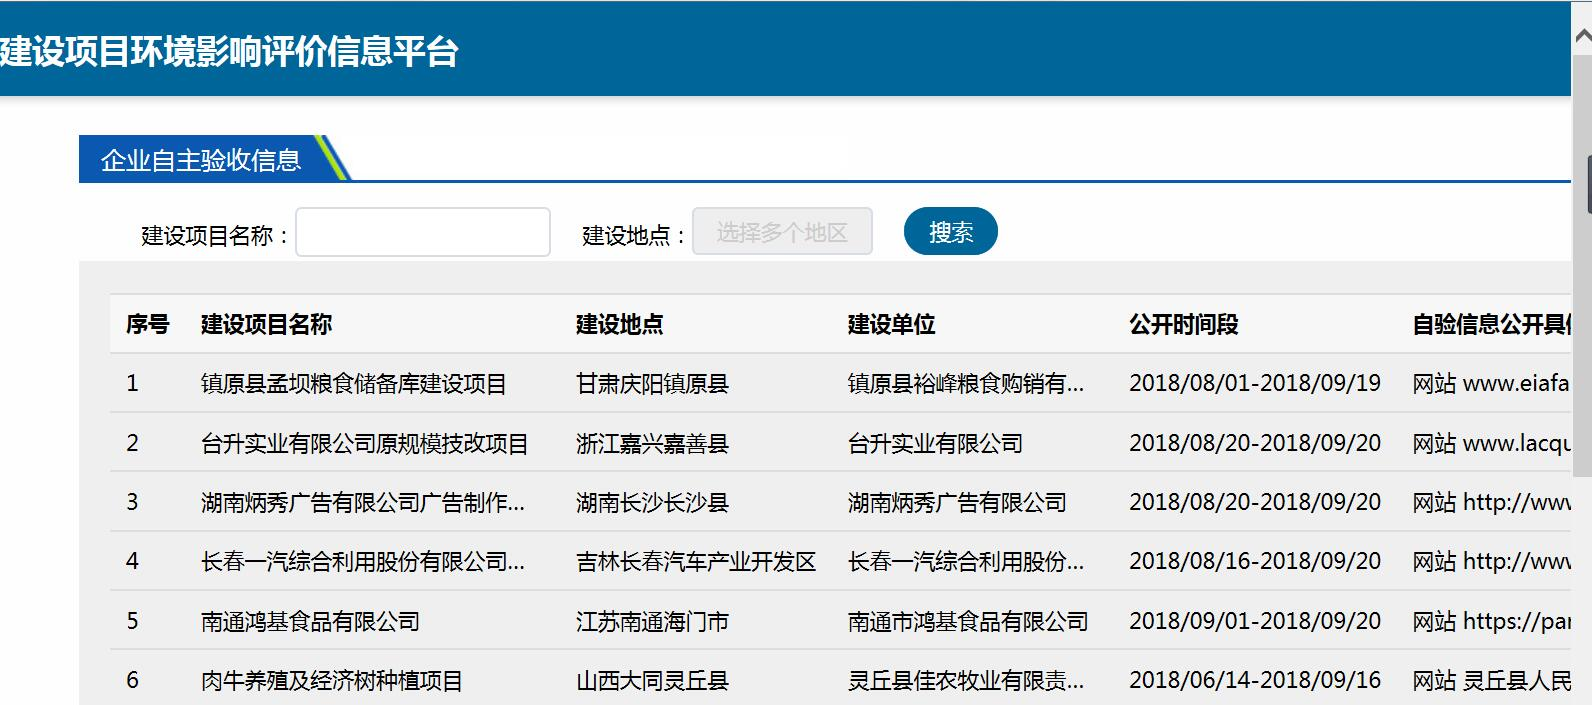 建设项目环境影响评价信息平台
企业自主验收信息
建设项目名称： 建设地点： 选择多个地区 搜索
序号 建设项目名称 建设地点 建设单位 公开时间段 自验信息公开具
1 镇原县孟坝粮食储备库建设项目 甘肃庆阳镇原县 镇原县裕峰粮食购销有... 2018/08/01-2018/09/19 网站 www.eiafa
2 台升实业有限公司原规模技改项目 浙江嘉兴嘉善县 台升实业有限公司 2018/08/20-2018/09/20 网站 www.lacqu
3 湖南炳秀广告有限公司广告制作... 湖南长沙长沙县 湖南炳秀广告有限公司 2018/08/20-2018/09/20 网站 http://www
4 长春一汽综合利用股份有限公司... 吉林长春汽车产业开发区 长春一汽综合利用股份... 2018/08/16-2018/09/20 网站 http://www
5 南通鸿基食品有限公司 江苏南通海门市 南通市鸿基食品有限公司 2018/09/01-2018/09/20 网站 https://par
6 肉牛养殖及经济树种植项目 山西大同灵丘县 灵丘县佳农牧业有限责... 2018/06/14-2018/09/16 网站 灵丘县人民